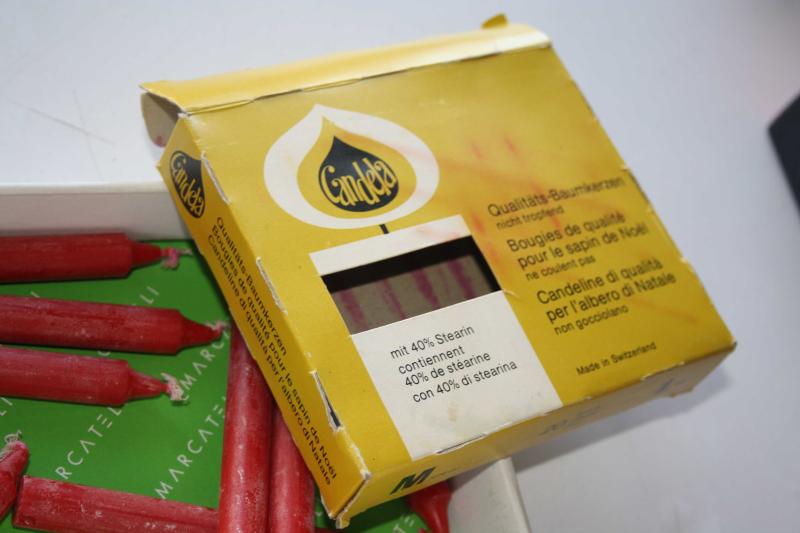 Candela
Qualitäts-Baumkerzen
nicht tropfend
Bougies de qualité
pour le sapin de Noël
ne coulent pas
Candeline di qualità
per l'albero di Natale
non gocciolano
Made in Switzerland
mit 40% Stearin
contiennent
40% de stéarine
con 40% di stearina
Candela
Qualitäts-Baumkerzen
Bougies de qualité pour le sapin de Noël
Candeline di qualità per l'albero di Natale
M
20
MARCATELLI
MARCATELLI